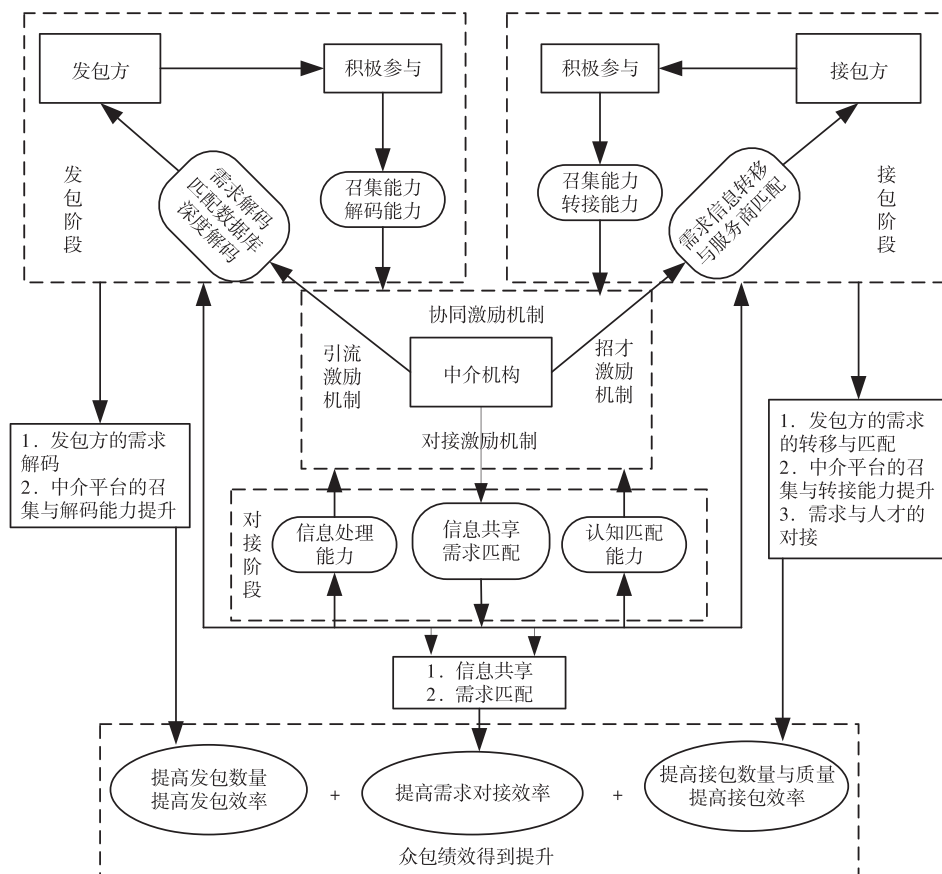 发包方
积极参与
积极参与
接包方
发包阶段
需求解码
匹配数据库
深度解码
召集能力
解码能力
召集能力
转接能力
需求信息转移
与服务商匹配
接包阶段
协同激励机制
引流
激励
机制
中介机构
招才
激励
机制
对接激励机制
1. 发包方的需求
解码
2. 中介平台的召
集与解码能力提升
1. 发包方的需求
的转移与匹配
2. 中介平台的召
集与转接能力提升
3. 需求与人才的
对接
对接阶段
信息处理
能力
信息共享
需求匹配
认知匹配
能力
1. 信息共享
2. 需求匹配
提高发包数量
提高发包效率
+
提高需求对接效率
+
提高接包数量与质量
提高接包效率
众包绩效得到提升